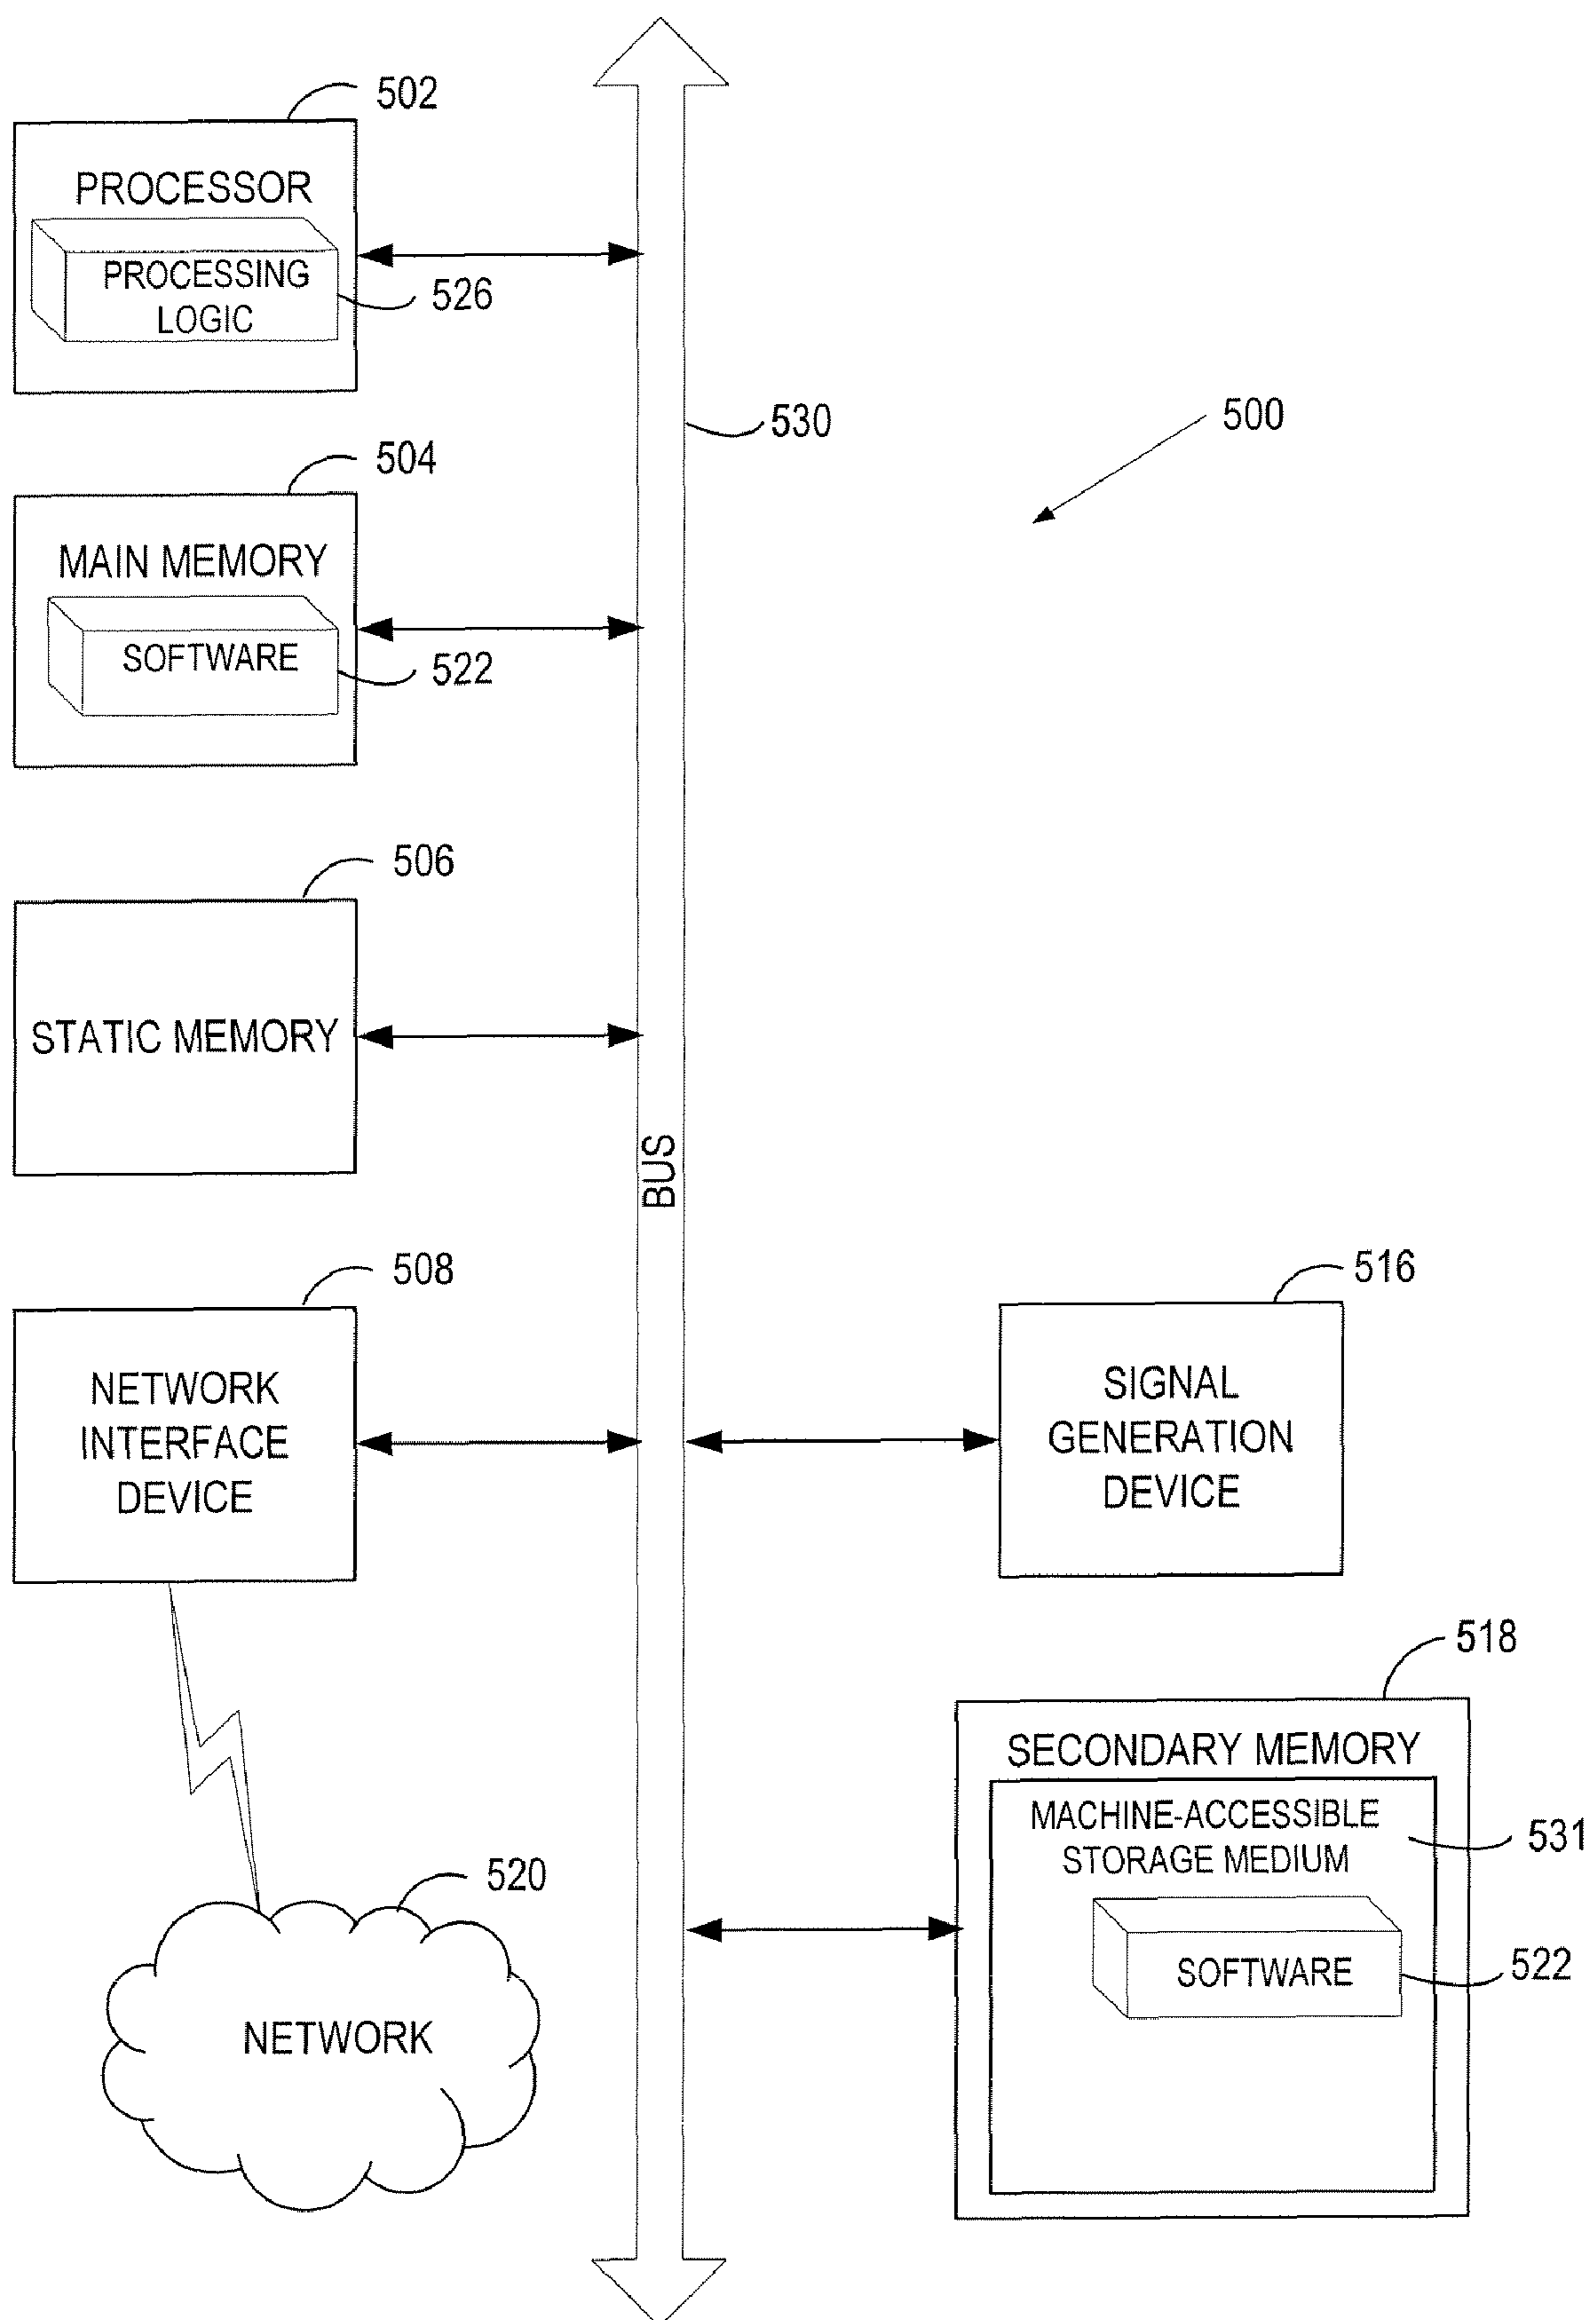 502
PROCESSOR
PROCESSING
LOGIC
526
530
500
504
MAIN MEMORY
SOFTWARE
522
506
STATIC MEMORY
BUS
508
NETWORK
INTERFACE
DEVICE
516
SIGNAL
GENERATION
DEVICE
518
SECONDARY MEMORY
MACHINE-ACCESSIBLE
STORAGE MEDIUM
531
SOFTWARE
522
520
NETWORK